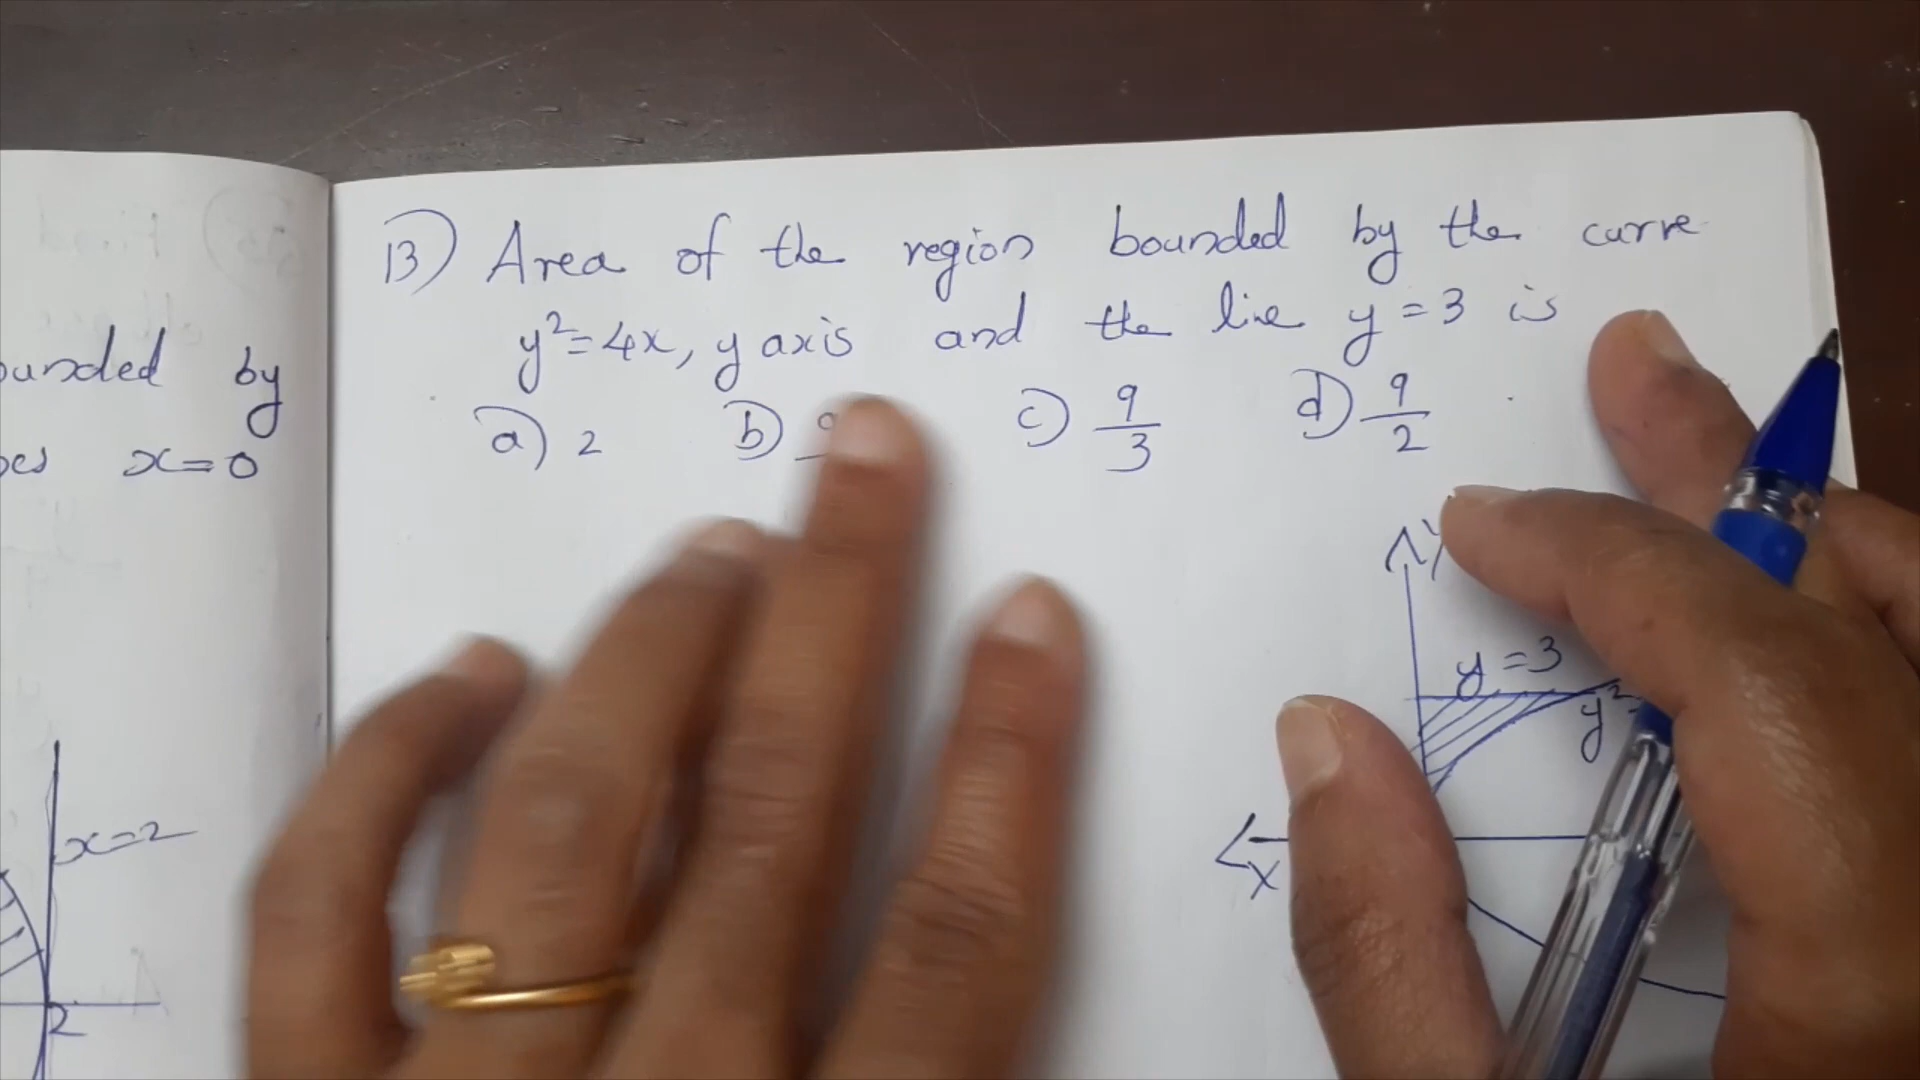 ounded by
x=0
x=2
2
13) Area of the region bounded by the curve
y²=4x, y axis and the line y=3 is
a) 2 b) 9 c) 9/3 d) 9/2
Y
y=3
y²
X